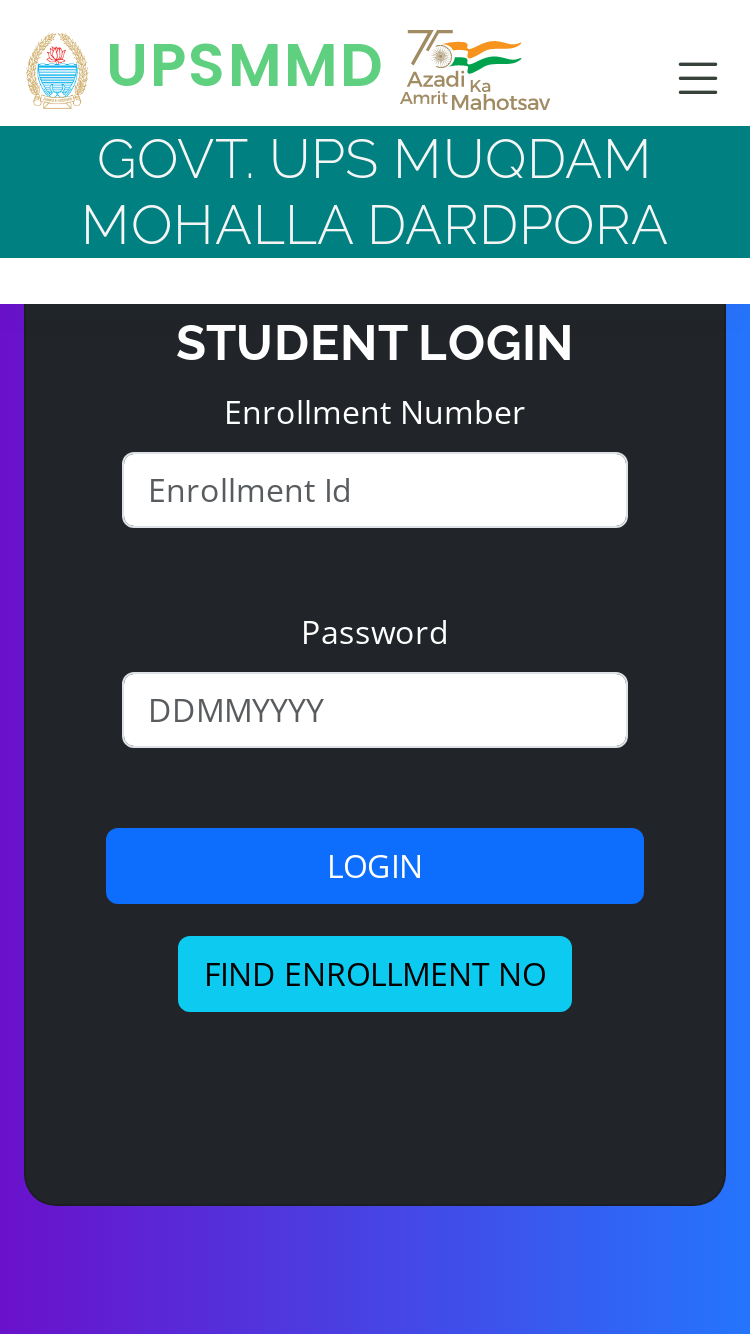 UPSMMD
75
Azadi Ka
Amrit Mahotsav
GOVT. UPS MUQDAM
MOHALLA DARDPORA
STUDENT LOGIN
Enrollment Number
Enrollment Id
Password
DDMMYYYY
LOGIN
FIND ENROLLMENT NO